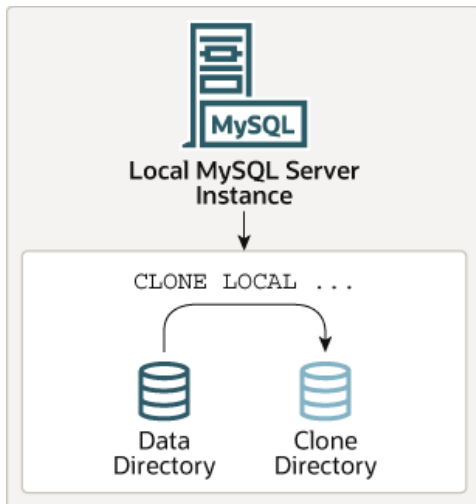 MySQL
Local MySQL Server
Instance
CLONE LOCAL ...
Data
Directory
Clone
Directory